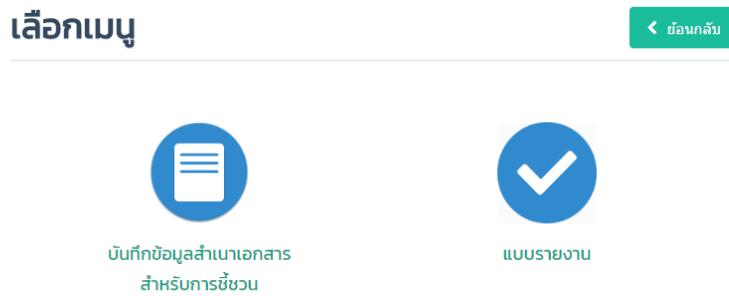 เลือกเมนู
ย้อนกลับ
บันทึกข้อมูลสำเนาเอกสาร
สำหรับการชี้ชวน
แบบรายงาน